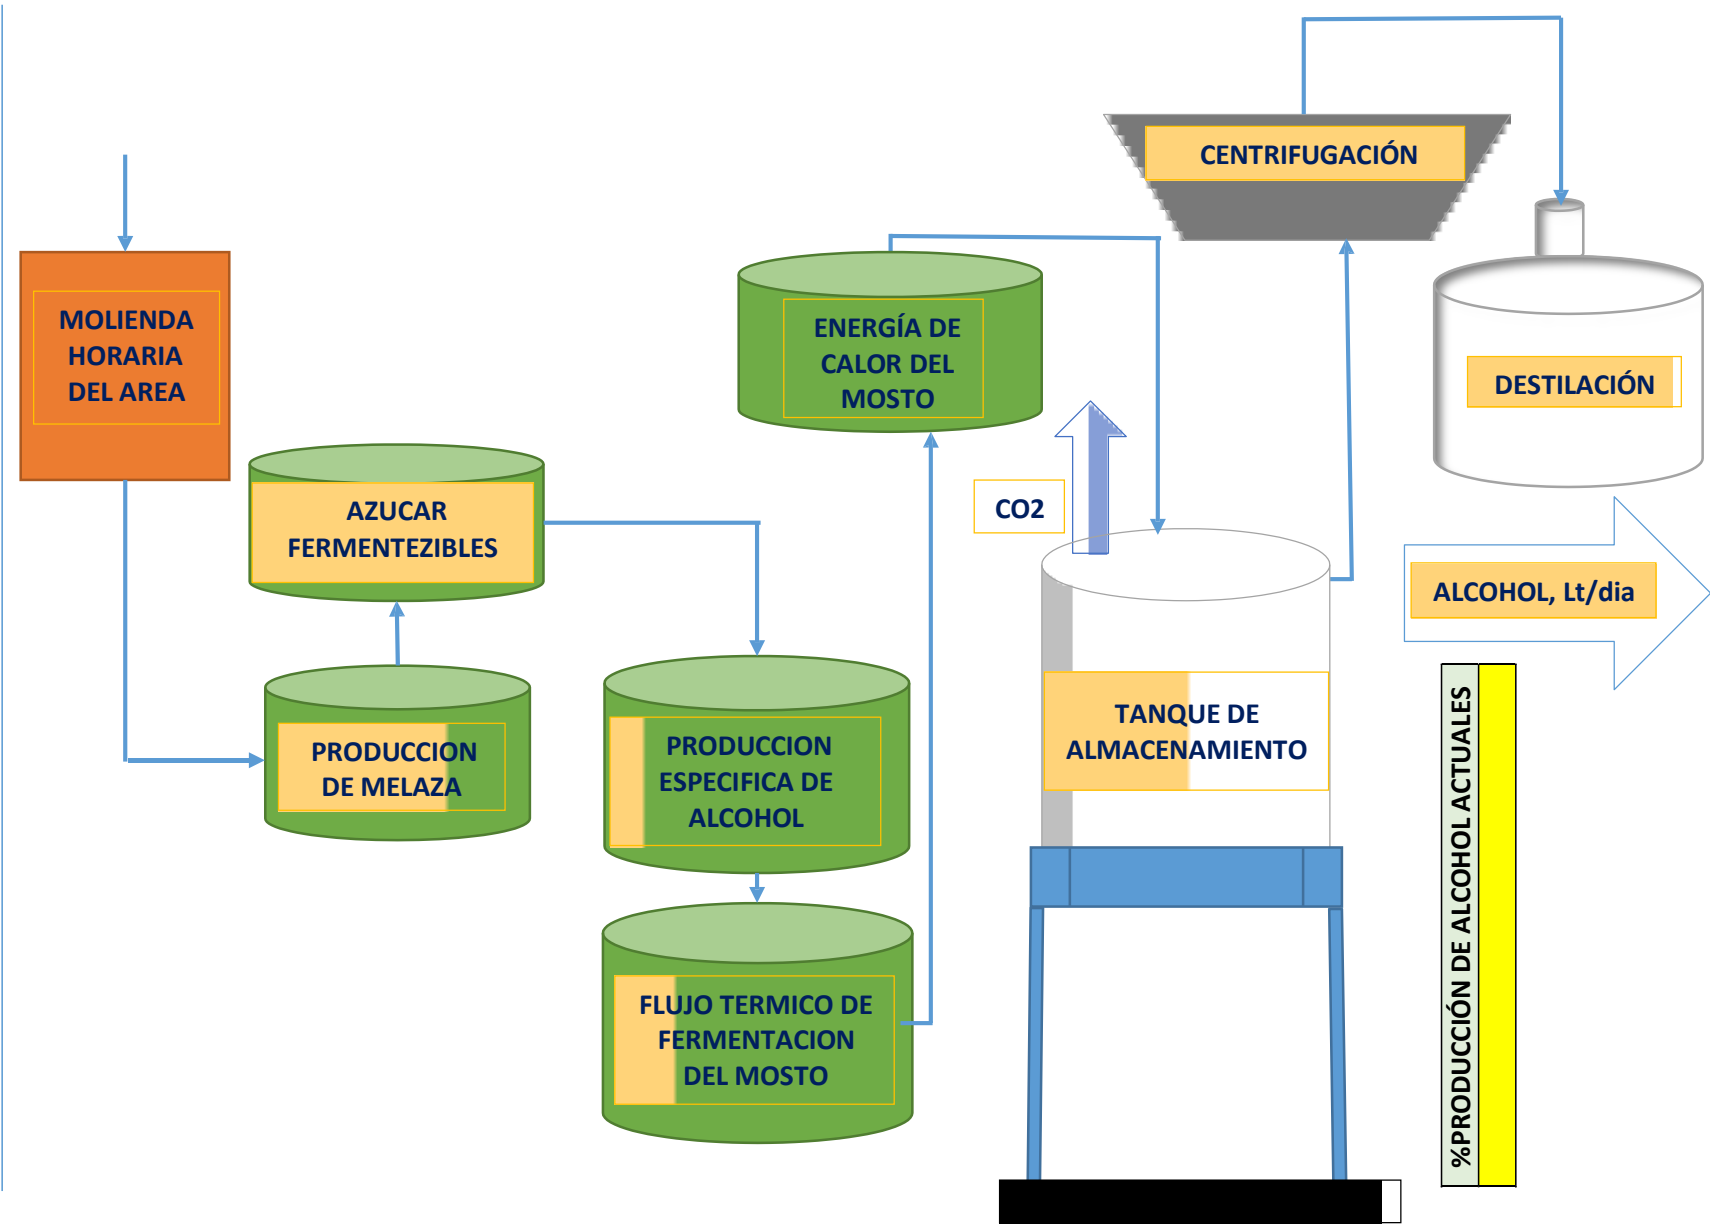 MOLIENDA
HORARIA
DEL AREA
AZUCAR
FERMENTEZIBLES
PRODUCCION
DE MELAZA
PRODUCCION
ESPECIFICA DE
ALCOHOL
FLUJO TERMICO DE
FERMENTACION
DEL MOSTO
ENERGÍA DE
CALOR DEL
MOSTO
CO2
TANQUE DE
ALMACENAMIENTO
CENTRIFUGACIÓN
DESTILACIÓN
ALCOHOL, Lt/dia
%PRODUCCIÓN DE ALCOHOL ACTUALES